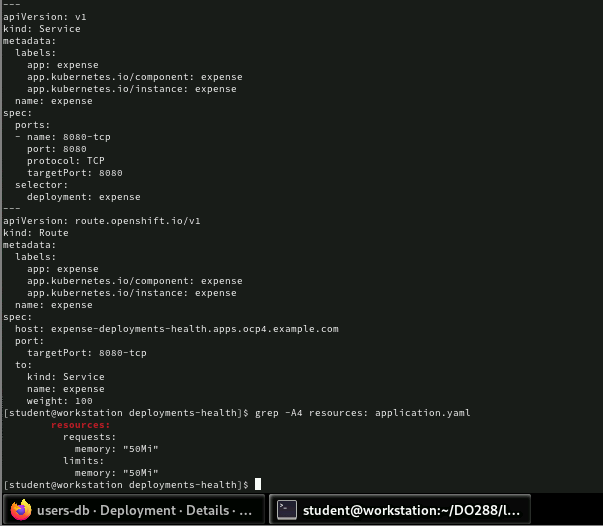 ---
apiVersion: v1
kind: Service
metadata:
  labels:
    app: expense
    app.kubernetes.io/component: expense
    app.kubernetes.io/instance: expense
  name: expense
spec:
  ports:
  - name: 8080-tcp
    port: 8080
    protocol: TCP
    targetPort: 8080
  selector:
    deployment: expense
---
apiVersion: route.openshift.io/v1
kind: Route
metadata:
  labels:
    app: expense
    app.kubernetes.io/component: expense
    app.kubernetes.io/instance: expense
  name: expense
spec:
  host: expense-deployments-health.apps.ocp4.example.com
  port:
    targetPort: 8080-tcp
  to:
    kind: Service
    name: expense
    weight: 100
[student@workstation deployments-health]$ grep -A4 resources: application.yaml
        resources:
          requests:
            memory: "50Mi"
          limits:
            memory: "50Mi"
[student@workstation deployments-health]$
users-db · Deployment · Details · ...
student@workstation:~/DO288/l...